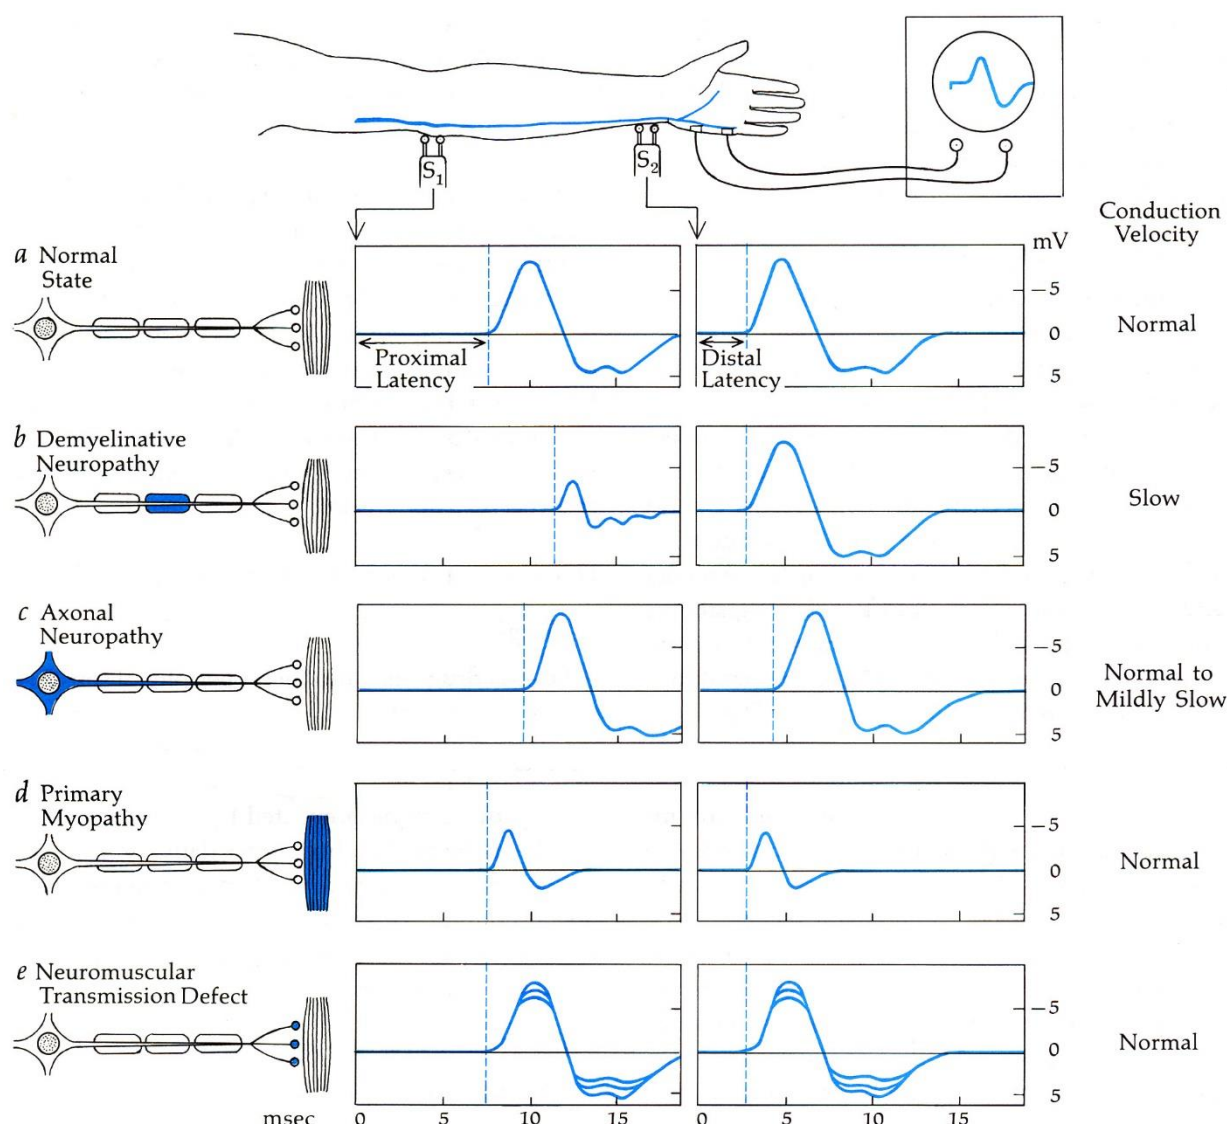 S1
S2
Conduction
Velocity
a Normal
State
mV
-5
0
5
Proximal
Latency
Distal
Latency
Normal
b Demyelinative
Neuropathy
-5
0
5
Slow
c Axonal
Neuropathy
-5
0
5
Normal to
Mildly Slow
d Primary
Myopathy
-5
0
5
Normal
e Neuromuscular
Transmission Defect
-5
0
5
Normal
msec 0 5 10 15 0 5 10 15